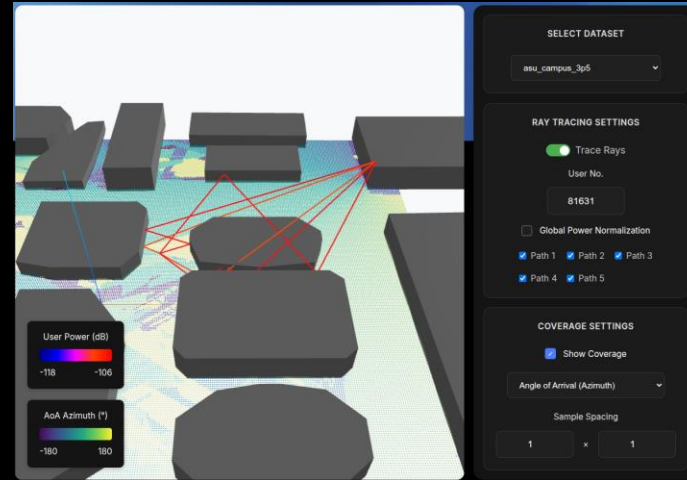 SELECT DATASET
asu_campus_3p5
RAY TRACING SETTINGS
Trace Rays
User No.
81631
Global Power Normalization
Path 1 Path 2 Path 3
Path 4 Path 5
COVERAGE SETTINGS
Show Coverage
Angle of Arrival (Azimuth)
Sample Spacing
1 × 1
User Power (dB)
-118 -106
AoA Azimuth (°)
-180 180